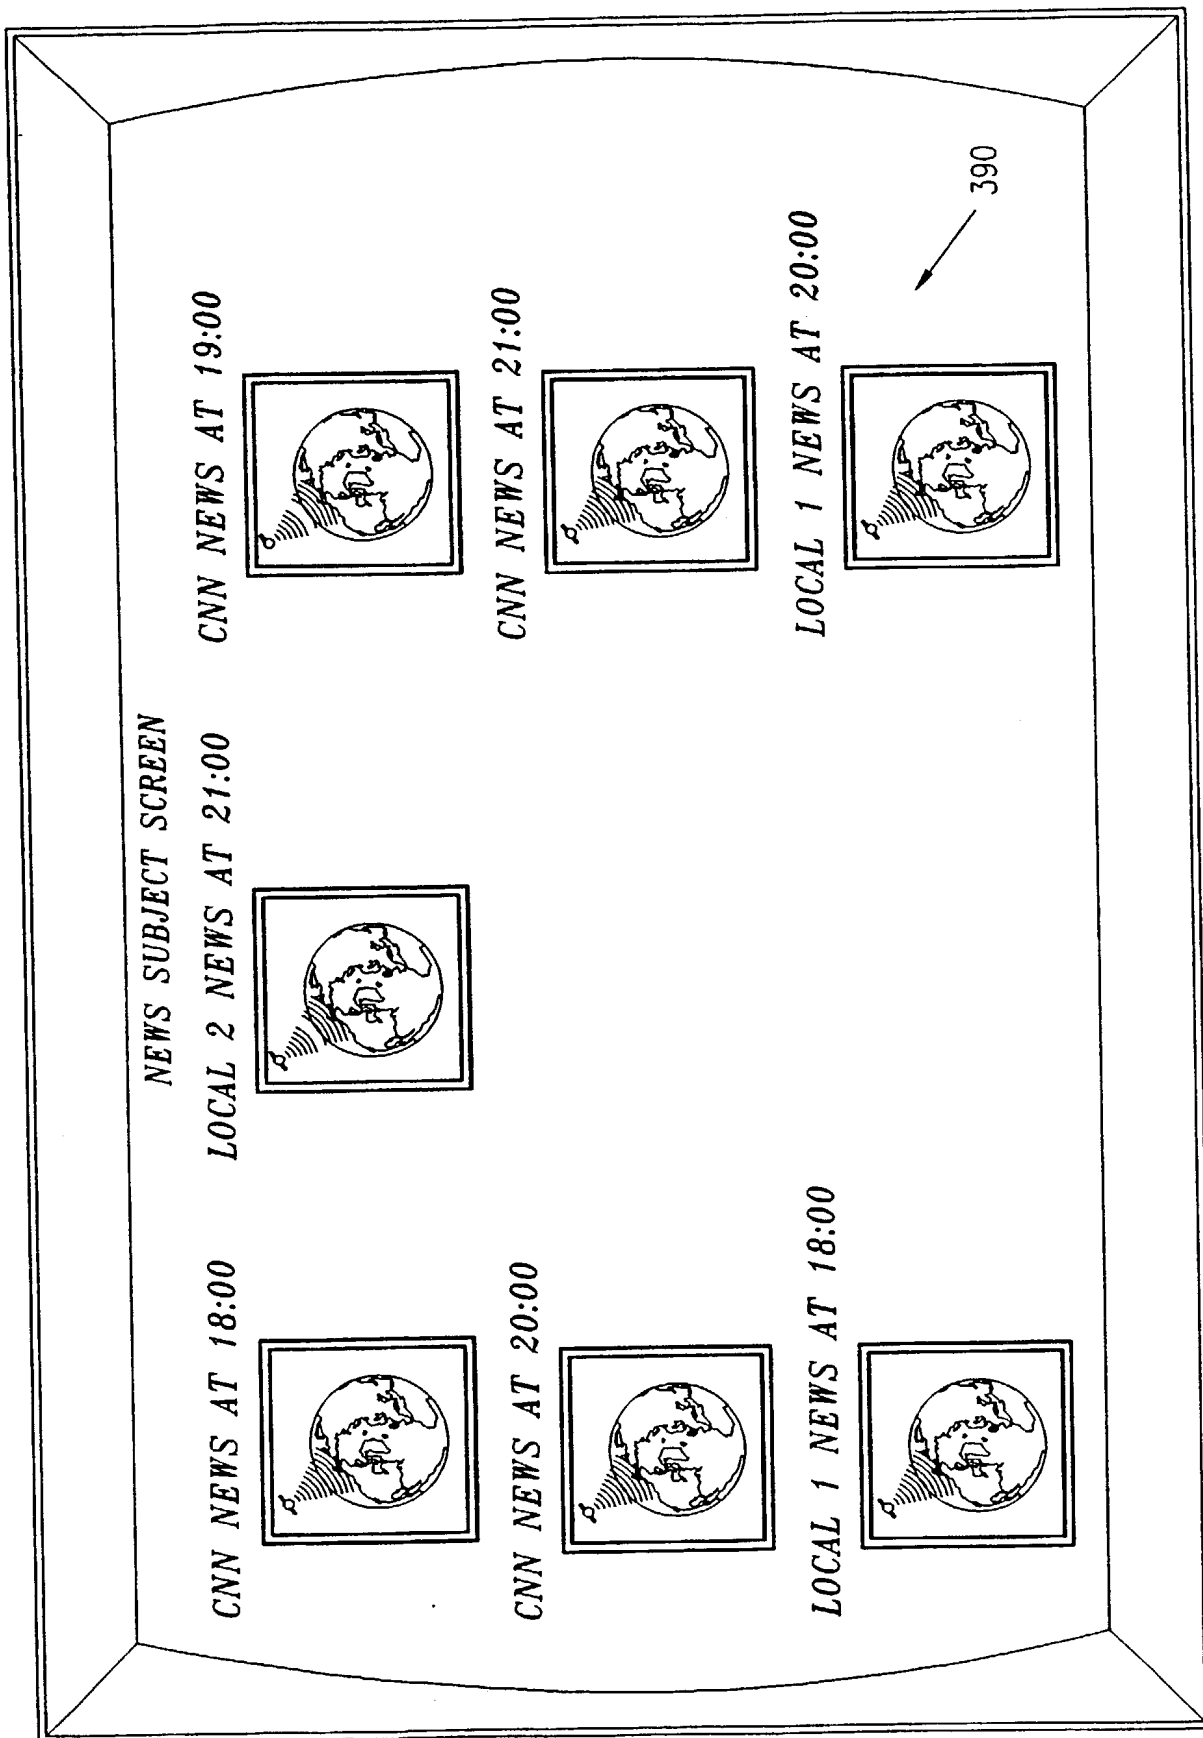 NEWS SUBJECT SCREEN
CNN NEWS AT 18:00
LOCAL 2 NEWS AT 21:00
CNN NEWS AT 19:00
CNN NEWS AT 20:00
CNN NEWS AT 21:00
LOCAL 1 NEWS AT 18:00
LOCAL 1 NEWS AT 20:00
390